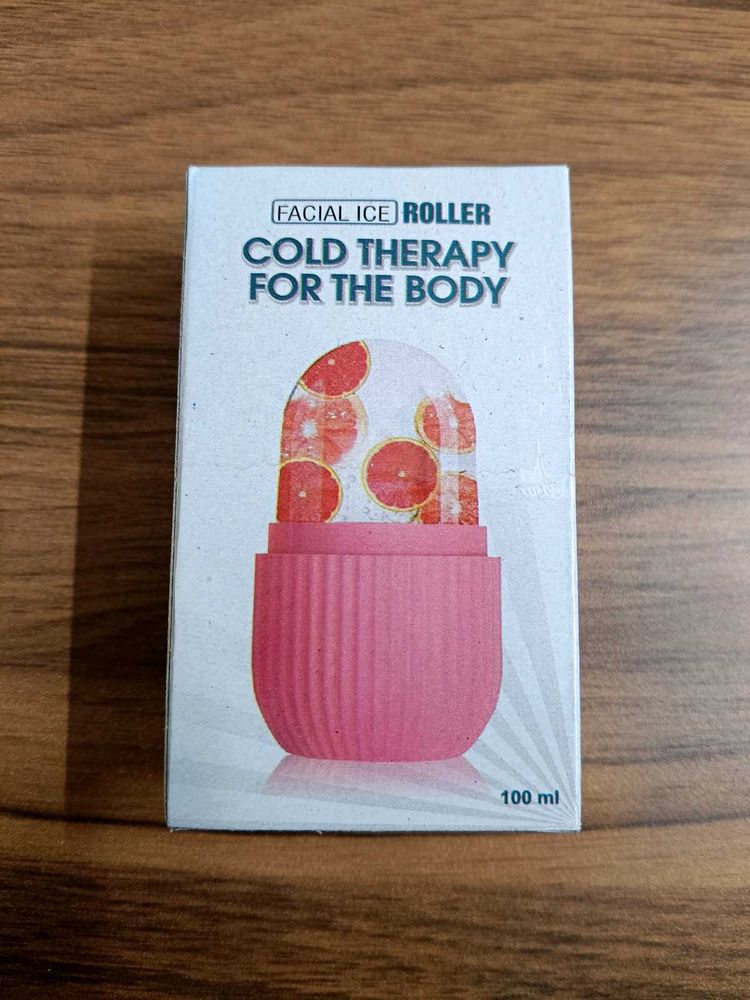 FACIAL ICE ROLLER
COLD THERAPY
FOR THE BODY
100 ml